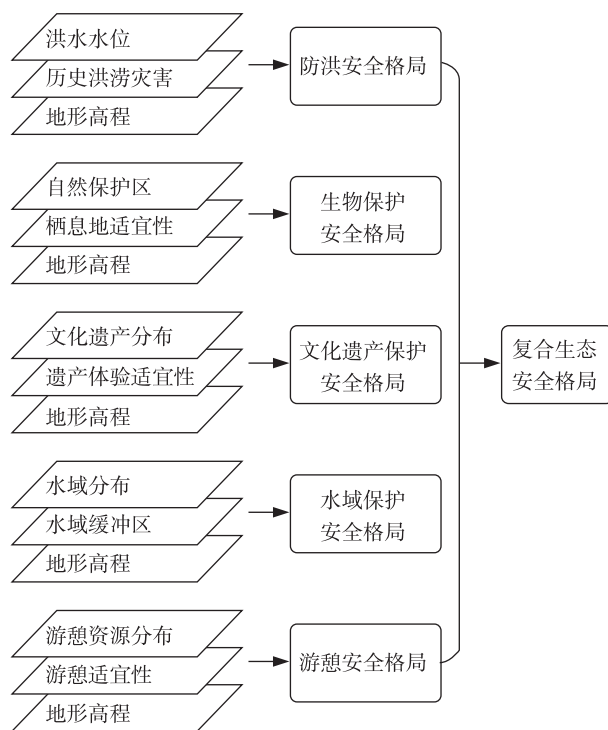 洪水水位
历史洪涝灾害
地形高程
防洪安全格局
自然保护区
栖息地适宜性
地形高程
生物保护
安全格局
文化遗产分布
遗产体验适宜性
地形高程
文化遗产保护
安全格局
复合生态
安全格局
水域分布
水域缓冲区
地形高程
水域保护
安全格局
游憩资源分布
游憩适宜性
地形高程
游憩安全格局